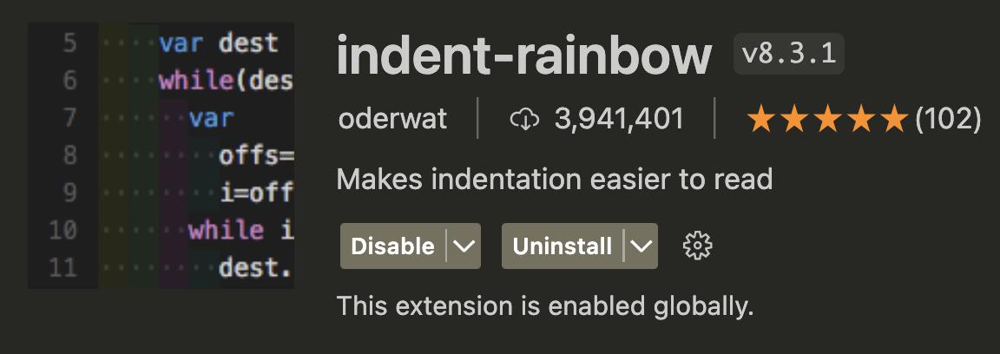 5 ····var dest
6 ····while(des
7 ······var
8 ········offs=
9 ········i=off
10 ······while i
11 ········dest.
indent-rainbow v8.3.1
oderwat 3,941,401 ★★★★★(102)
Makes indentation easier to read
Disable Uninstall
This extension is enabled globally.